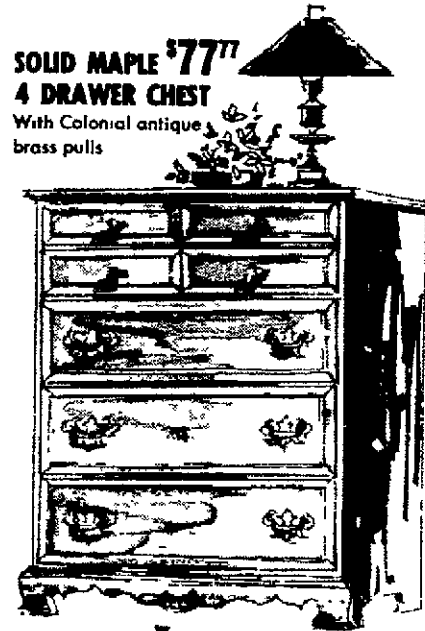 SOLID MAPLE $77 77
4 DRAWER CHEST
With Colonial antique
brass pulls